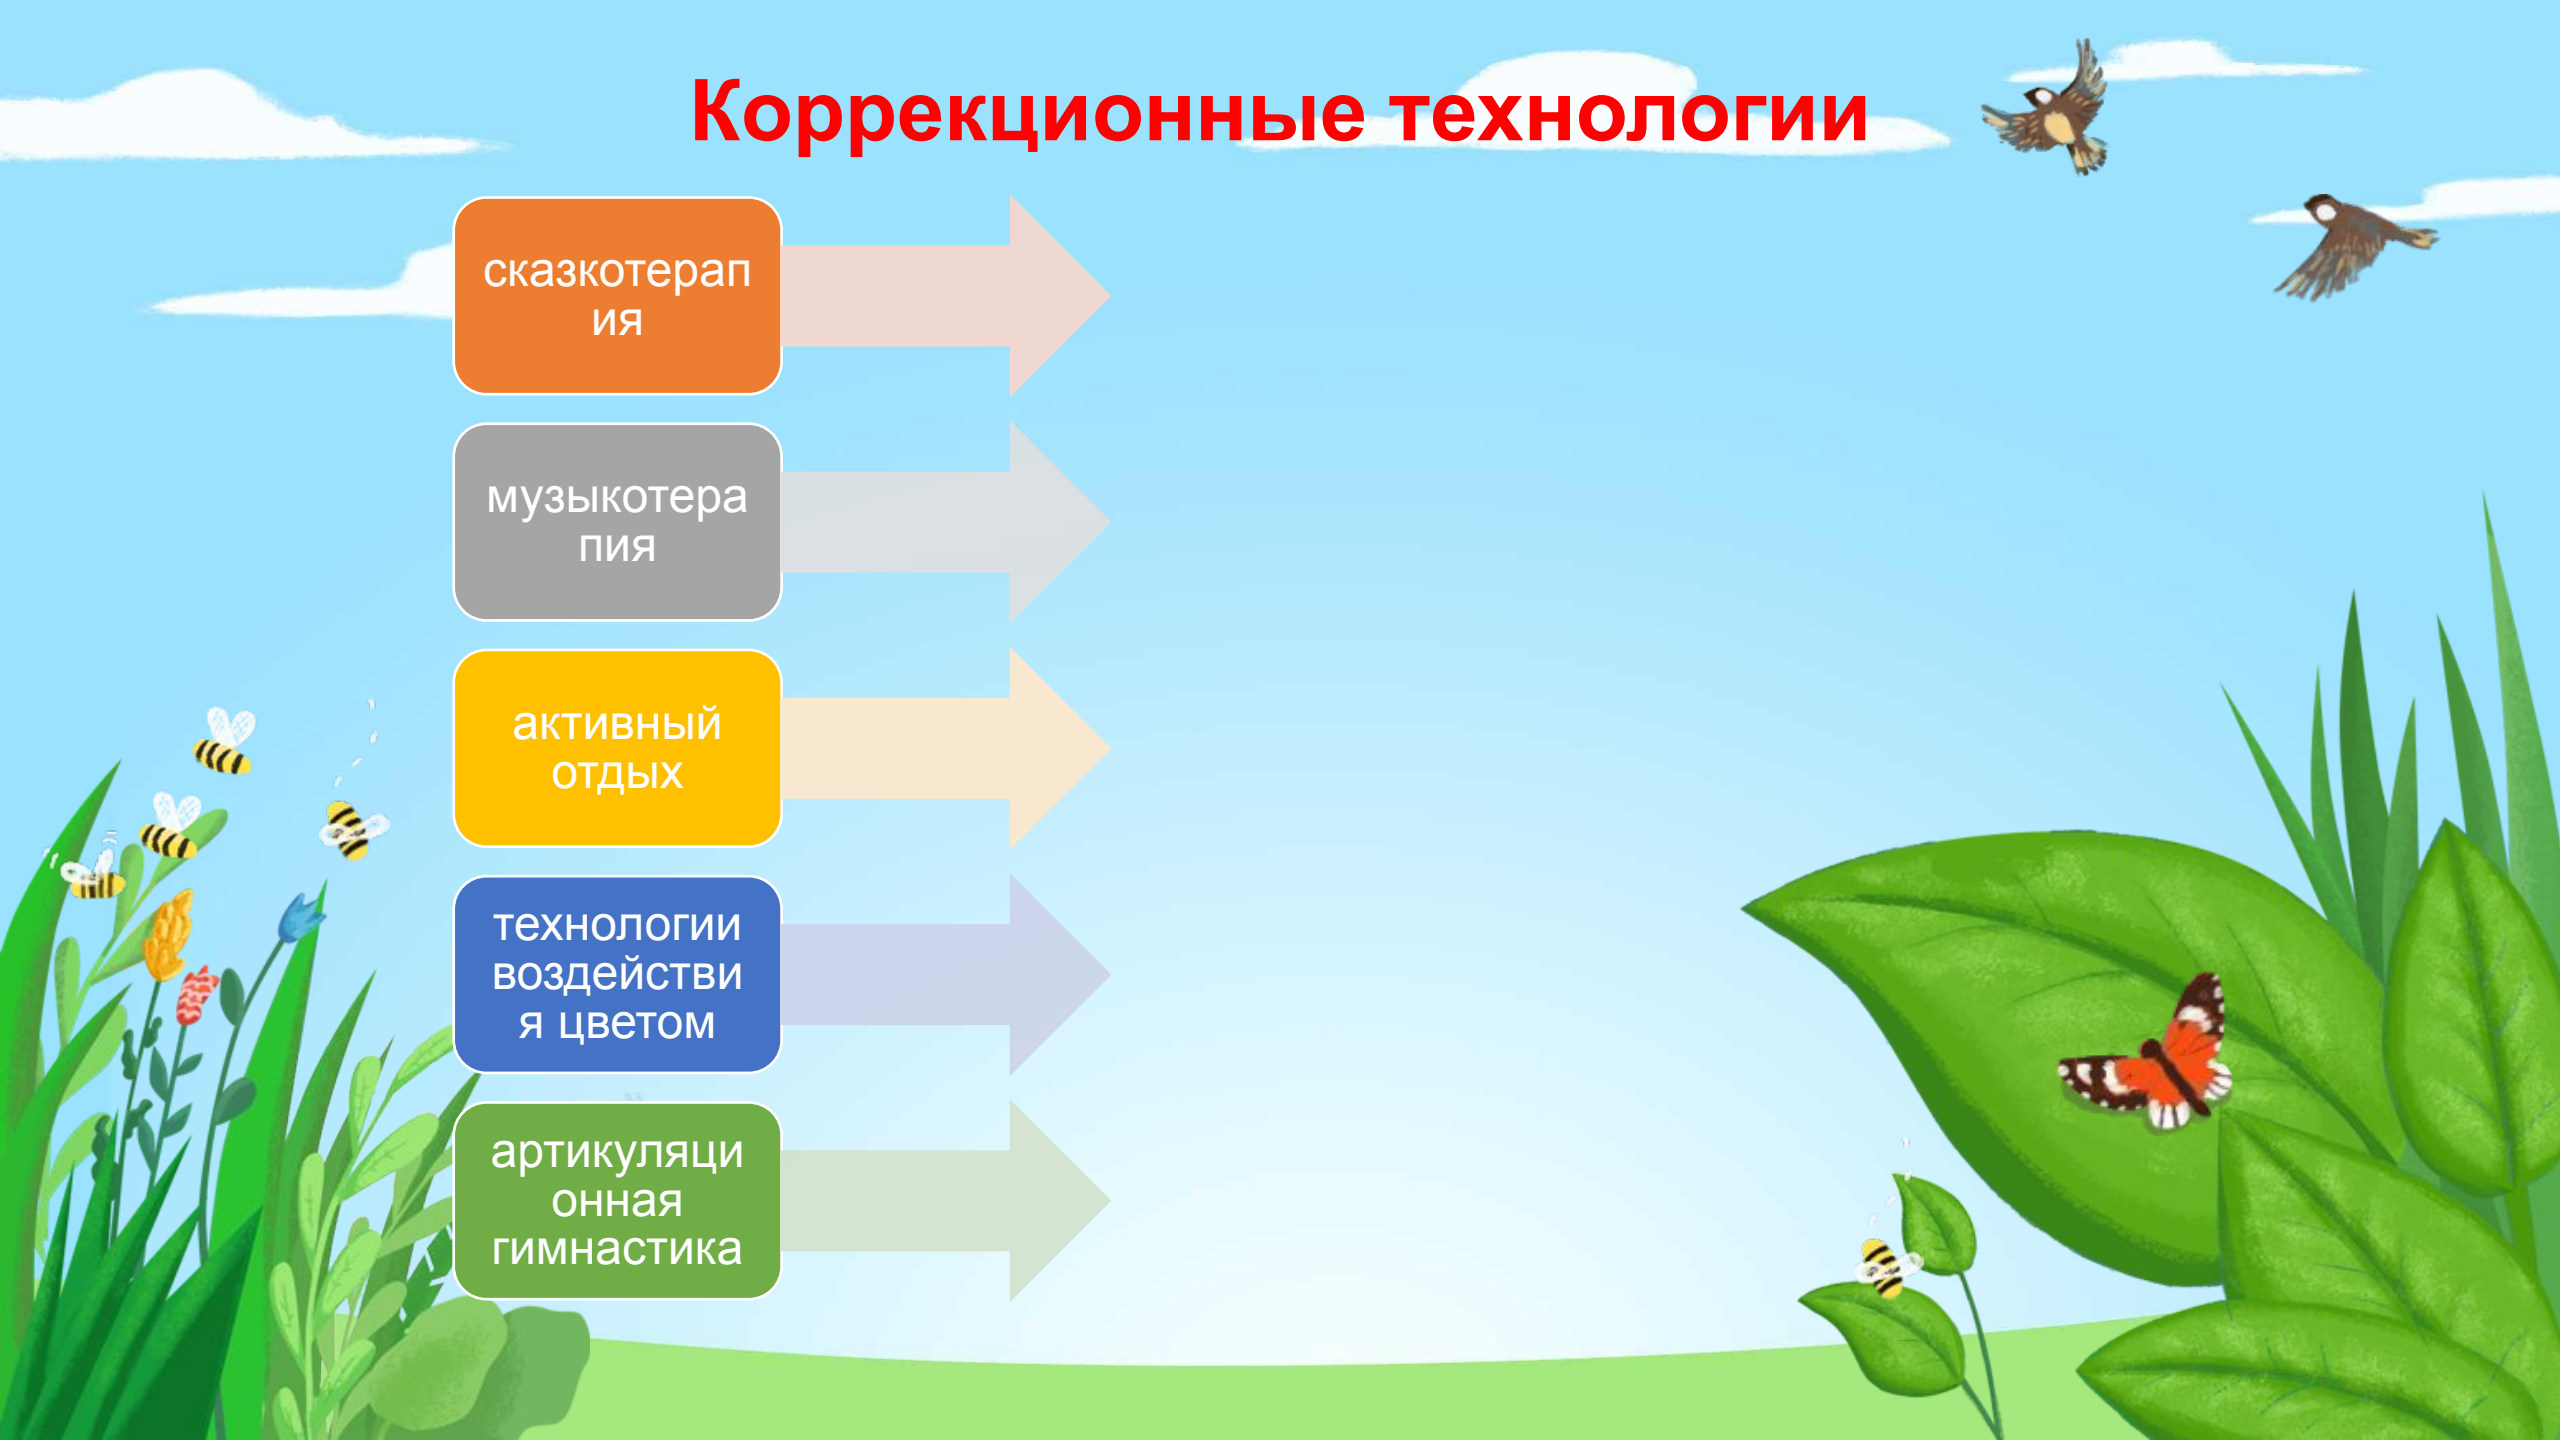 Коррекционные технологии
сказкотерап
ия
музыкотера
пия
активный
отдых
технологии
воздействи
я цветом
артикуляци
онная
гимнастика